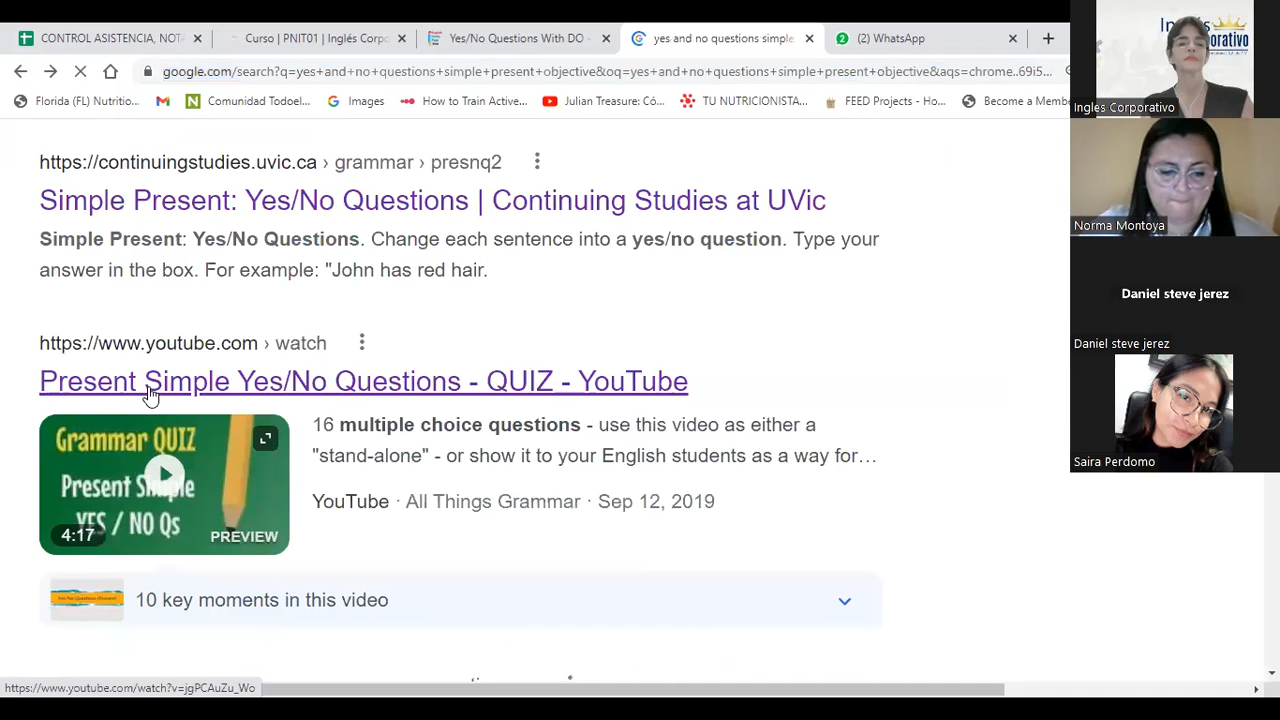 CONTROL ASISTENCIA, NOTA
Curso | PNIT01 | Inglés Corpo
Yes/No Questions With DO -
yes and no questions simple
(2) WhatsApp
google.com/search?q=yes+and+no+questions+simple+present+objective&oq=yes+and+no+questions+simple+present+objective&aqs=chrome..69i5...
Florida (FL) Nutritio...
Comunidad Todoel...
Images
How to Train Active...
Julian Treasure: Có...
TU NUTRICIONISTA...
FEED Projects - Ho...
Become a Membe
https://continuingstudies.uvic.ca › grammar › presnq2
Simple Present: Yes/No Questions | Continuing Studies at UVic
Simple Present: Yes/No Questions. Change each sentence into a yes/no question. Type your
answer in the box. For example: "John has red hair.
https://www.youtube.com › watch
Present Simple Yes/No Questions - QUIZ - YouTube
Grammar QUIZ
Present Simple
YES / NO Qs
4:17
PREVIEW
16 multiple choice questions - use this video as either a
"stand-alone" - or show it to your English students as a way for…
YouTube · All Things Grammar · Sep 12, 2019
10 key moments in this video
https://www.youtube.com/watch?v=jgPCAuZu_Wo
Ingles Corporativo
Norma Montoya
Daniel steve jerez
Daniel steve jerez
Saira Perdomo